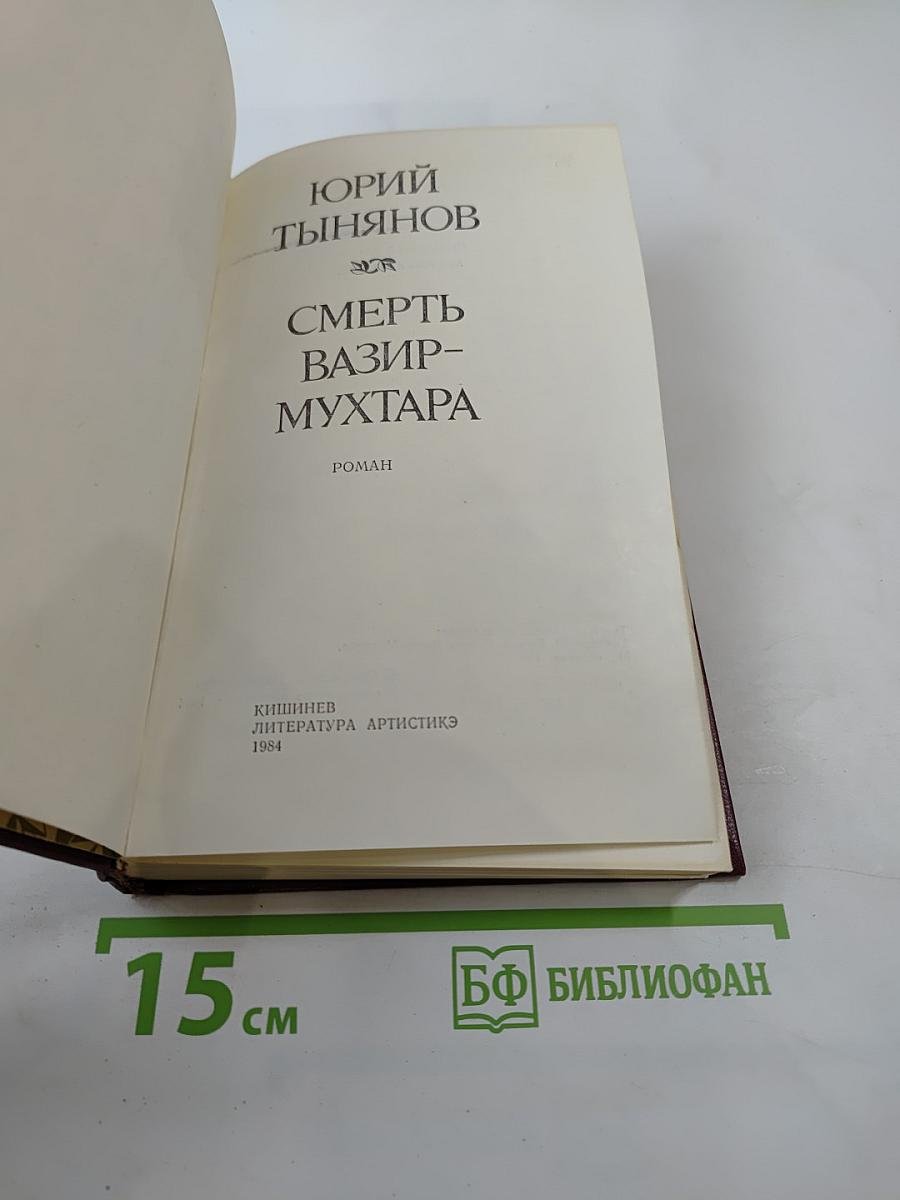 ЮРИЙ
ТЫНЯНОВ
СМЕРТЬ
ВАЗИР-
МУХТАРА
РОМАН
КИШИНЕВ
ЛИТЕРАТУРА АРТИСТИКЭ
1984
15 см
БФ БИБЛИОФАН